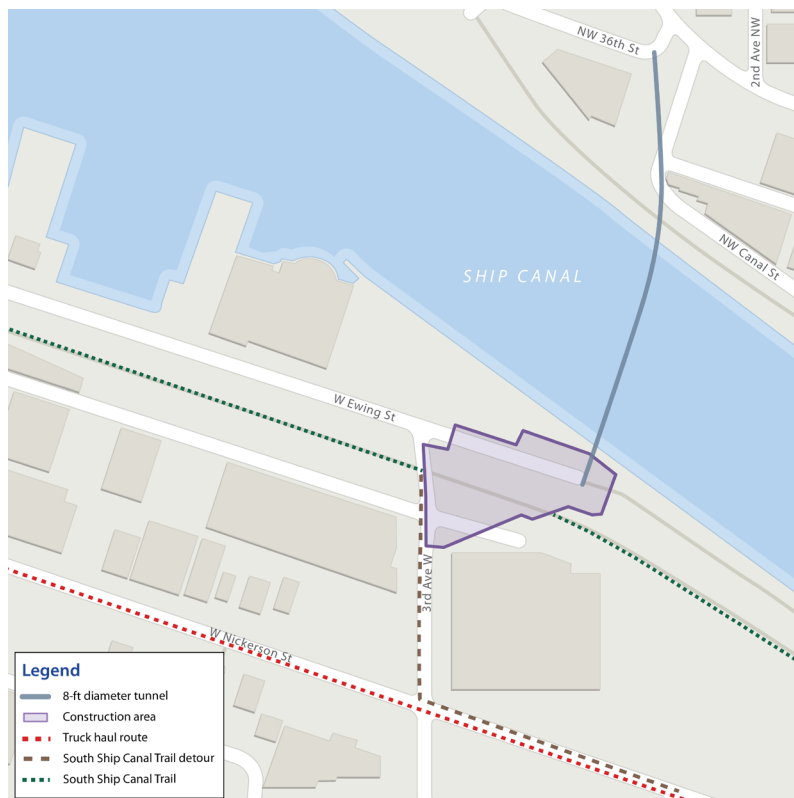 NW 36th St
2nd Ave NW
NW Canal St
SHIP CANAL
W Ewing St
3rd Ave W
W Nickerson St
Legend
8-ft diameter tunnel
Construction area
Truck haul route
South Ship Canal Trail detour
South Ship Canal Trail